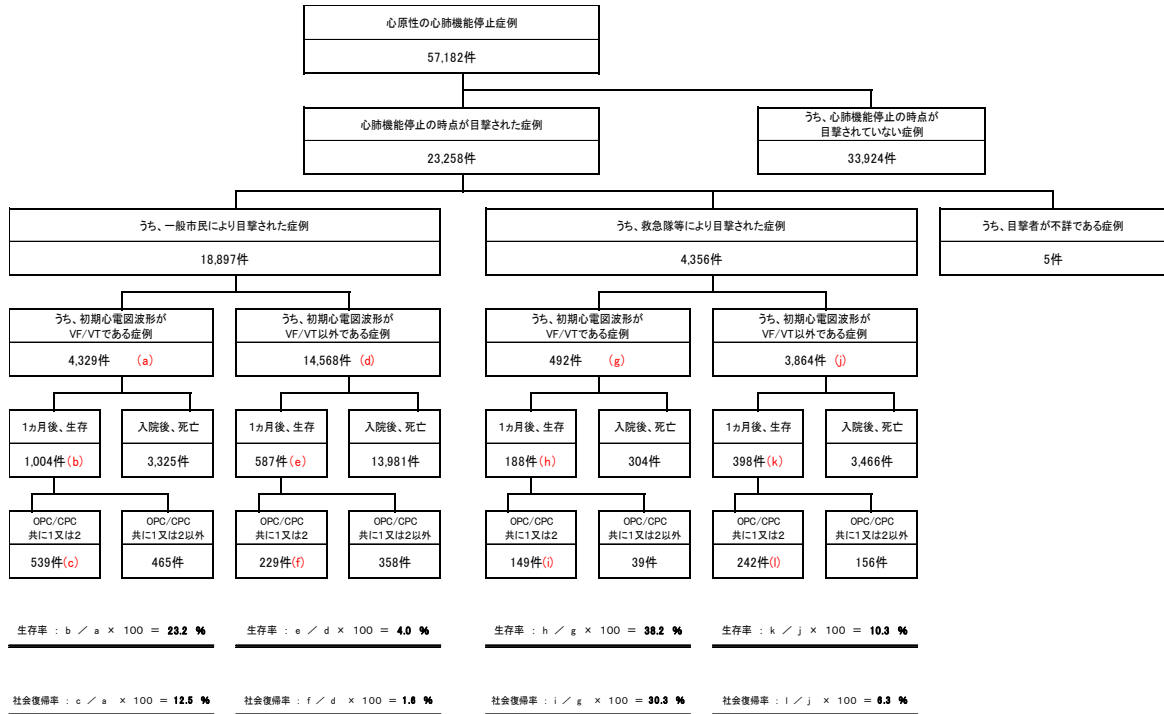 心原性の心肺機能停止症例
57,182件
心肺機能停止の時点が目撃された症例
23,258件
うち、心肺機能停止の時点が
目撃されていない症例
33,924件
うち、一般市民により目撃された症例
18,897件
うち、救急隊等により目撃された症例
4,356件
うち、目撃者が不詳である症例
5件
うち、初期心電図波形が
VF/VTである症例
4,329件 (a)
うち、初期心電図波形が
VF/VT以外である症例
14,568件 (d)
うち、初期心電図波形が
VF/VTである症例
492件 (g)
うち、初期心電図波形が
VF/VT以外である症例
3,864件 (j)
1ヵ月後、生存
1,004件(b)
入院後、死亡
3,325件
1ヵ月後、生存
587件(e)
入院後、死亡
13,981件
1ヵ月後、生存
188件(h)
入院後、死亡
304件
1ヵ月後、生存
398件(k)
入院後、死亡
3,466件
OPC/CPC
共に1又は2
539件(c)
OPC/CPC
共に1又は2以外
465件
OPC/CPC
共に1又は2
229件(f)
OPC/CPC
共に1又は2以外
358件
OPC/CPC
共に1又は2
149件(i)
OPC/CPC
共に1又は2以外
39件
OPC/CPC
共に1又は2
242件(l)
OPC/CPC
共に1又は2以外
156件
生存率 : b / a × 100 = 23.2 %
生存率 : e / d × 100 = 4.0 %
生存率 : h / g × 100 = 38.2 %
生存率 : k / j × 100 = 10.3 %
社会復帰率 : c / a × 100 = 12.5 %
社会復帰率 : f / d × 100 = 1.6 %
社会復帰率 : i / g × 100 = 30.3 %
社会復帰率 : l / j × 100 = 6.3 %